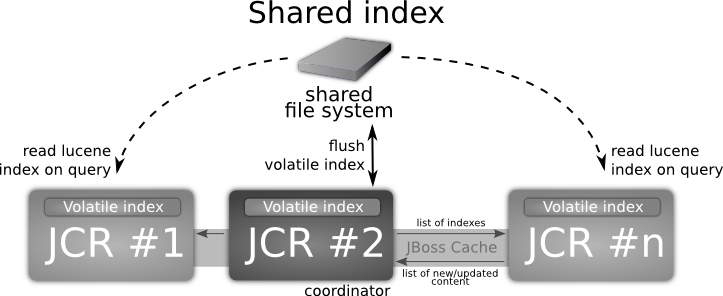 Shared index
shared
file system
flush
volatile index
read lucene
index on query
read lucene
index on query
Volatile index
JCR #1
Volatile index
JCR #2
list of indexes
JBoss Cache
list of new/updated
content
Volatile index
JCR #n
coordinator